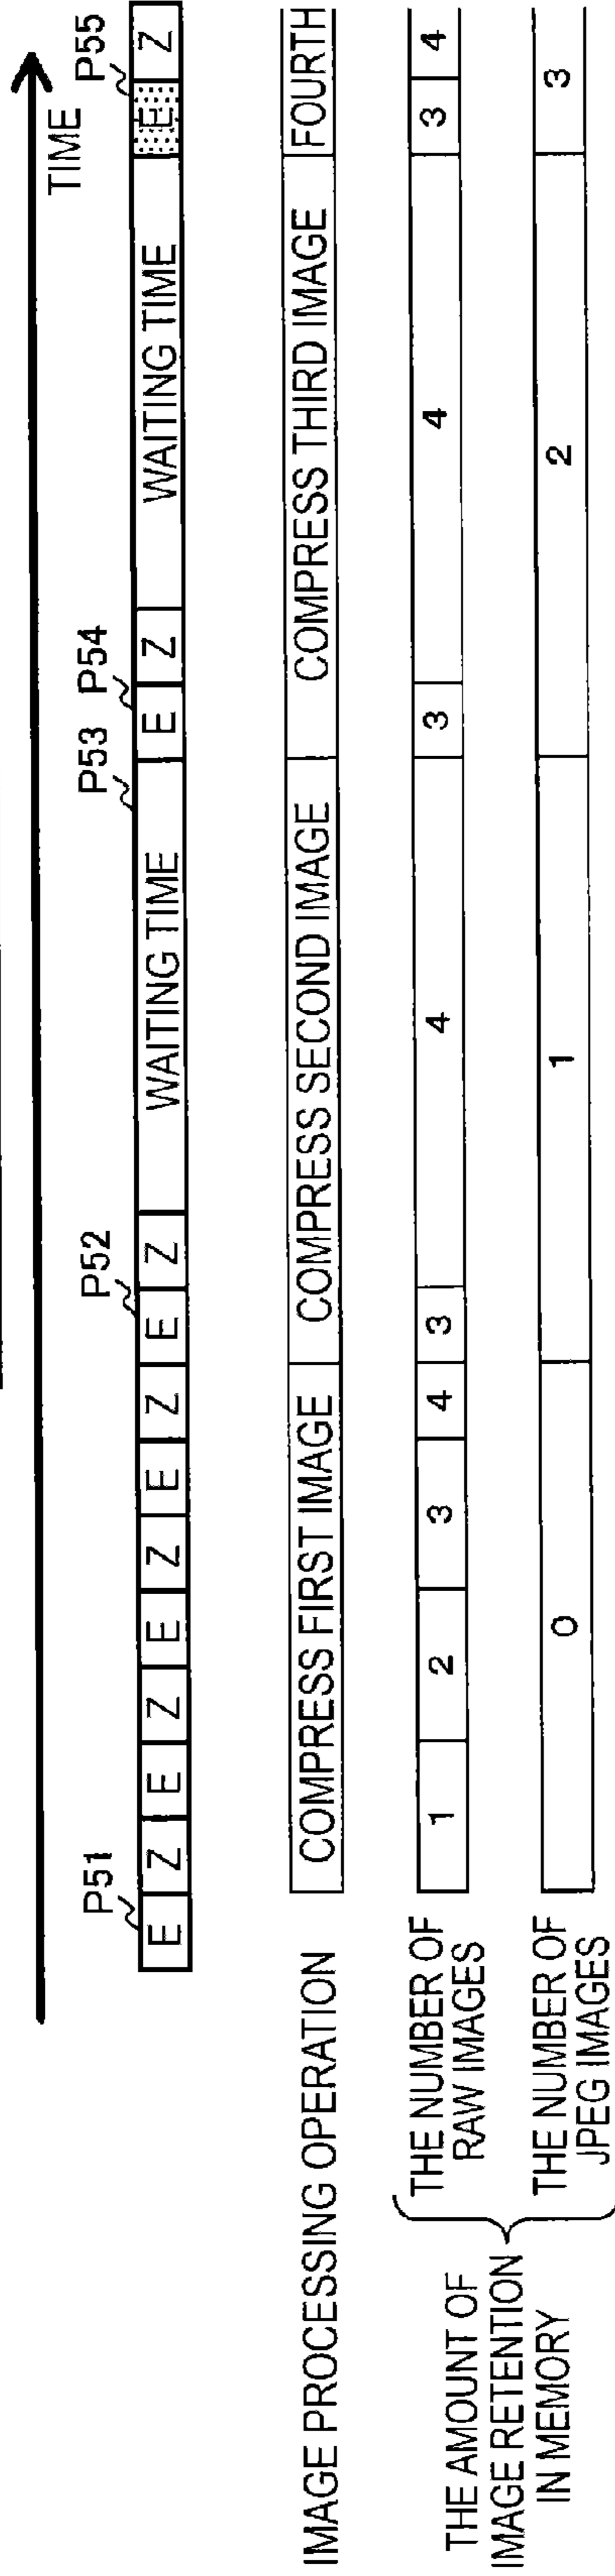 TIME
P51 P52 P53 P54 P55
E Z E Z E Z E Z E Z WAITING TIME E Z WAITING TIME E Z
IMAGE PROCESSING OPERATION
COMPRESS FIRST IMAGE COMPRESS SECOND IMAGE COMPRESS THIRD IMAGE FOURTH
THE AMOUNT OF
IMAGE RETENTION
IN MEMORY
THE NUMBER OF
RAW IMAGES
1 2 3 4 3 4 3 4 3 4
THE NUMBER OF
JPEG IMAGES
0 1 2 3